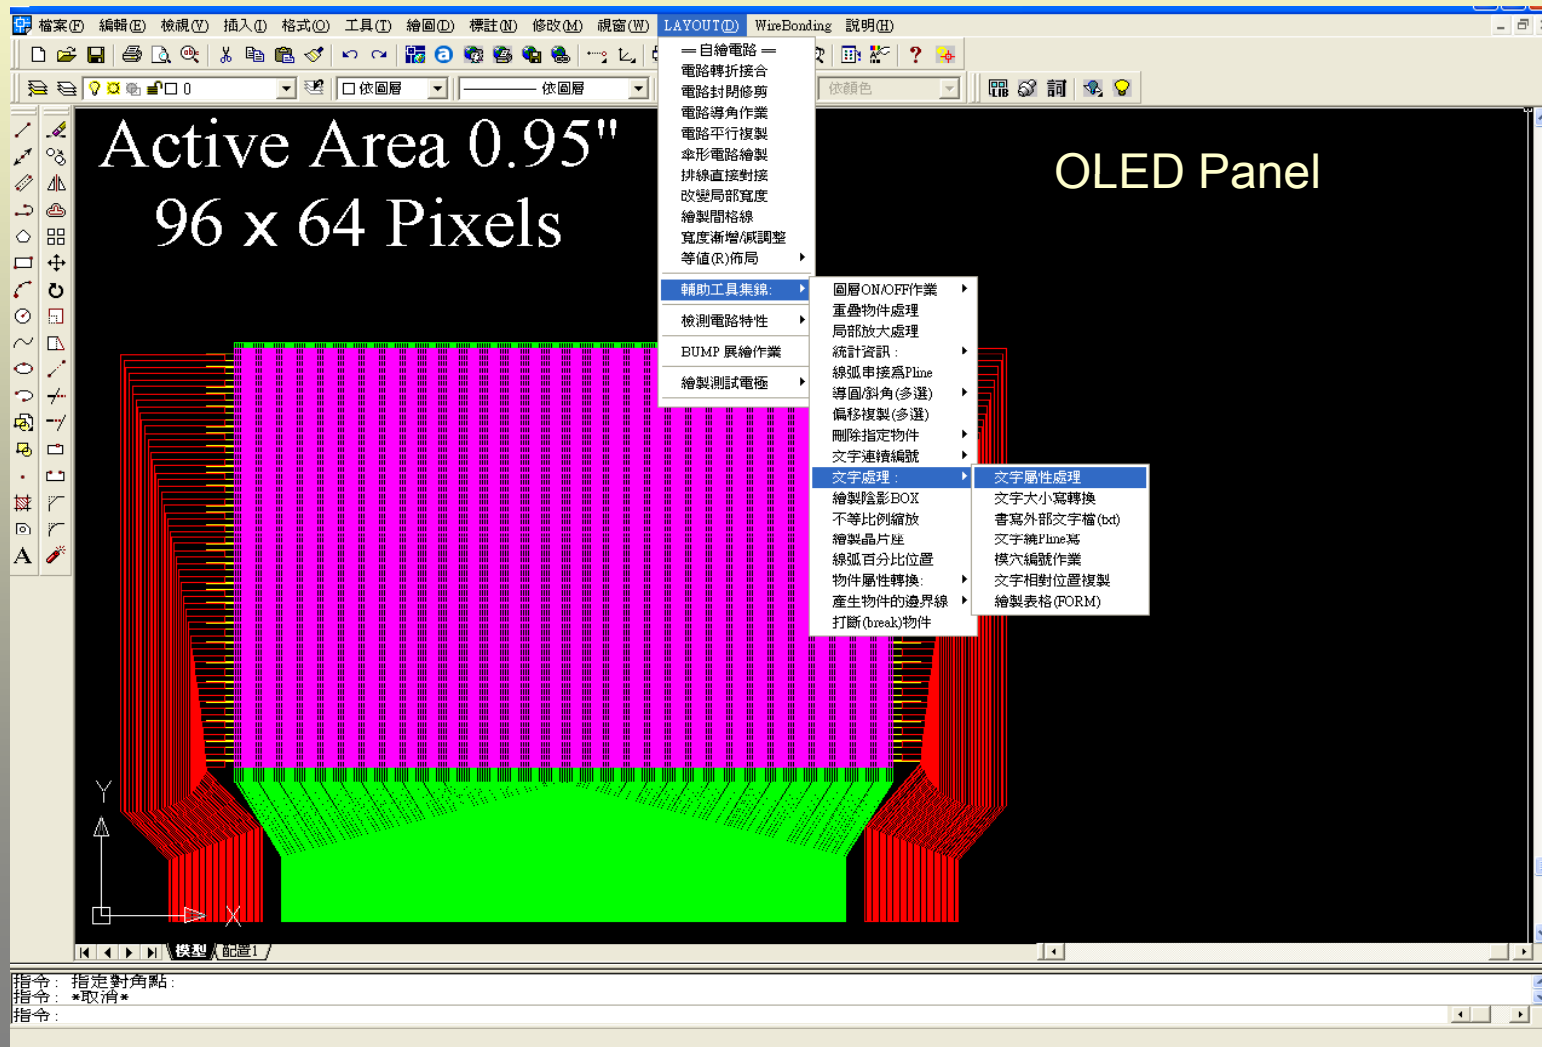 檔案(F) 編輯(E) 檢視(V) 插入(I) 格式(O) 工具(T) 繪圖(D) 標註(N) 修改(M) 視窗(W) LAYOUT(D) WireBonding 說明(H)
0 依圖層 依圖層 依顏色 LIB 詞
Active Area 0.95"
96 x 64 Pixels
OLED Panel
== 自繪電路 ==
電路轉折接合
電路封閉修剪
電路導角作業
電路平行複製
傘形電路繪製
排線直接對接
改變局部寬度
繪製間格線
寬度漸增/減調整
等值(R)佈局
輔助工具集錦:
檢測電路特性
BUMP 展繪作業
繪製測試電極
圖層ON/OFF作業
重疊物件處理
局部放大處理
統計資訊:
線弧串接為Pline
導圓/斜角(多選)
偏移複製(多選)
刪除指定物件
文字連續編號
文字處理:
繪製陰影BOX
不等比例縮放
繪製晶片座
線弧百分比位置
物件屬性轉換:
產生物件的邊界線
打斷(break)物件
文字屬性處理
文字大小寫轉換
書寫外部文字檔(txt)
文字繞Pline寫
模穴編號作業
文字相對位置複製
繪製表格(FORM)
A
Y
X
模型 配置1
指令: 指定對角點:
指令: *取消*
指令: